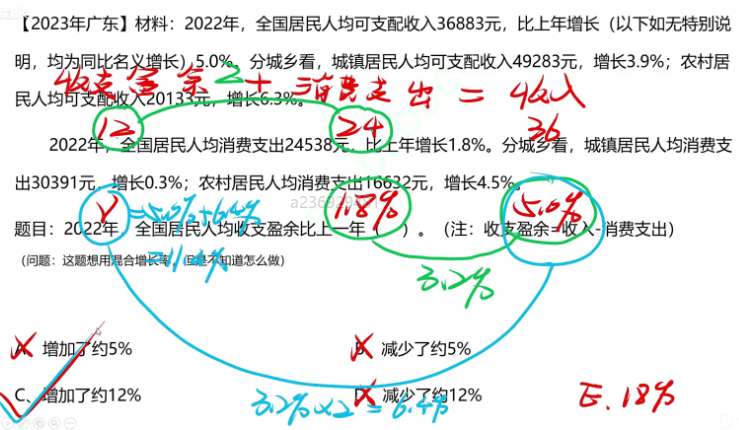 【2023年广东】材料：2022年，全国居民人均可支配收入36883元，比上年增长（以下如无特别说
明，均为同比名义增长）5.0%。分城乡看，城镇居民人均可支配收入49283元，增长3.9%；农村居
收支盈余 2 + 消费支出 = 收入
民人均可支配收入20133元，增长6.3%。
12 24 36
2022年，全国居民人均消费支出24538元，比上年增长1.8%。分城乡看，城镇居民人均消费支
出30391元，增长0.3%；农村居民人均消费支出16632元，增长4.5%。
a236929
Y =5.0%+6.4% 1.8% 5.0%
题目：2022年，全国居民人均收支盈余比上一年（ ）。（注：收支盈余=收入-消费支出）
=11.4%
（问题：这题想用混合增长率，但是不知道怎么做）
3.2%
A、增加了约5% B、减少了约5%
C、增加了约12% D、减少了约12%
3.2%×2=6.4% E.18%